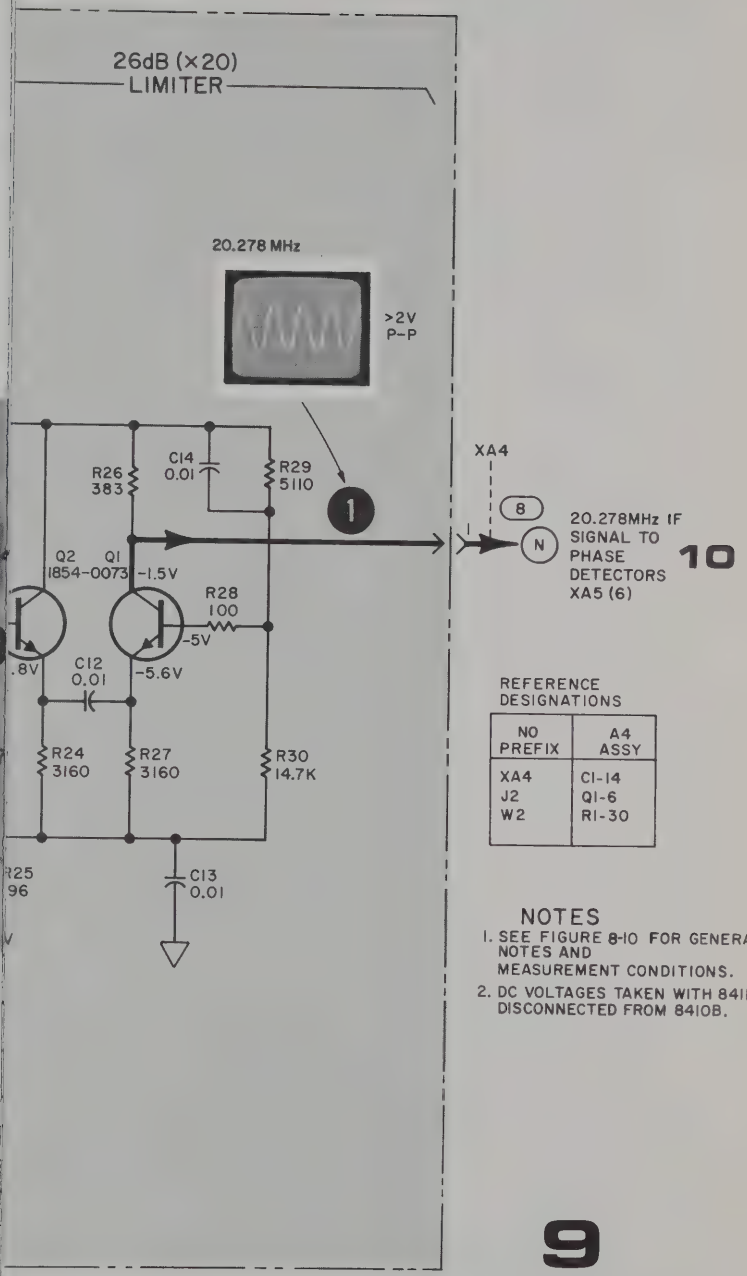 26dB (×20)
LIMITER
20.278 MHz
>2V
P-P
XA4
R26
383
C14
0.01
R29
5110
1
1
8
N
20.278MHz IF
SIGNAL TO
PHASE
DETECTORS
XA5 (6)
10
Q2
Q1
1854-0073
-1.5V
R28
100
-5V
.8V
C12
0.01
-5.6V
R24
3160
R27
3160
R30
14.7K
REFERENCE
DESIGNATIONS
NO PREFIX
A4 ASSY
XA4 C1-14
J2 Q1-6
W2 R1-30
R25
96
V
C13
0.01
NOTES
1. SEE FIGURE 8-10 FOR GENERA
NOTES AND
MEASUREMENT CONDITIONS.
2. DC VOLTAGES TAKEN WITH 841
DISCONNECTED FROM 8410B.
9